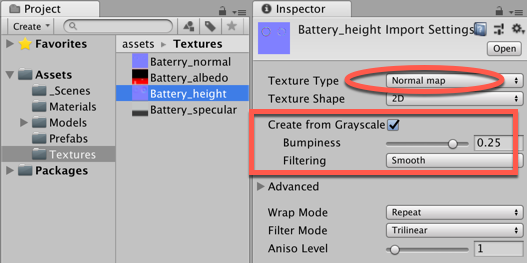 Project
Create
Favorites
Assets
_Scenes
Materials
Models
Prefabs
Textures
Packages
assets Textures
Baterry_normal
Battery_albedo
Battery_height
Battery_specular
Inspector
Battery_height Import Settings
Open
Texture Type Normal map
Texture Shape 2D
Create from Grayscale
Bumpiness 0.25
Filtering Smooth
Advanced
Wrap Mode Repeat
Filter Mode Trilinear
Aniso Level 1